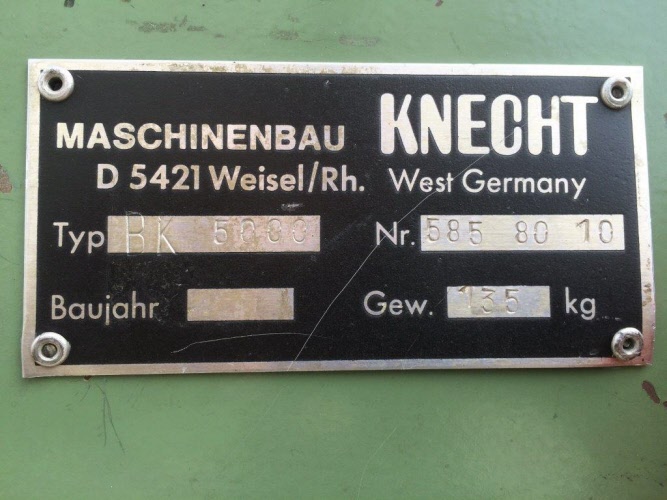 MASCHINENBAU KNECHT
D 5421 Weisel/Rh. West Germany
Typ BK 5000 Nr. 585 80 10
Baujahr
Gew. 135 kg